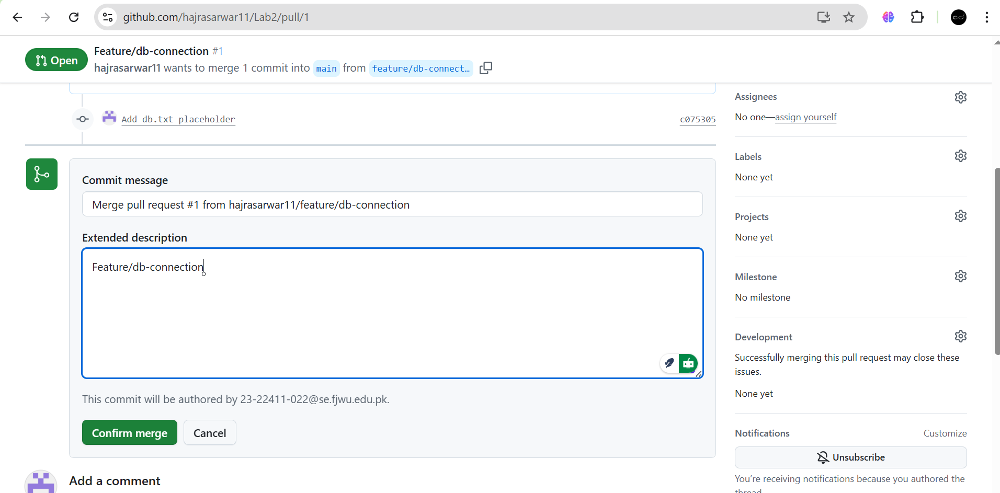 github.com/hajrasarwar11/Lab2/pull/1
Open
Feature/db-connection #1
hajrasarwar11 wants to merge 1 commit into main from feature/db-connect…
Add db.txt placeholder
c075305
Commit message
Merge pull request #1 from hajrasarwar11/feature/db-connection
Extended description
Feature/db-connection
This commit will be authored by 23-22411-022@se.fjwu.edu.pk.
Confirm merge
Cancel
Add a comment
Assignees
No one—assign yourself
Labels
None yet
Projects
None yet
Milestone
No milestone
Development
Successfully merging this pull request may close these
issues.
None yet
Notifications
Customize
Unsubscribe
You’re receiving notifications because you authored the
thread